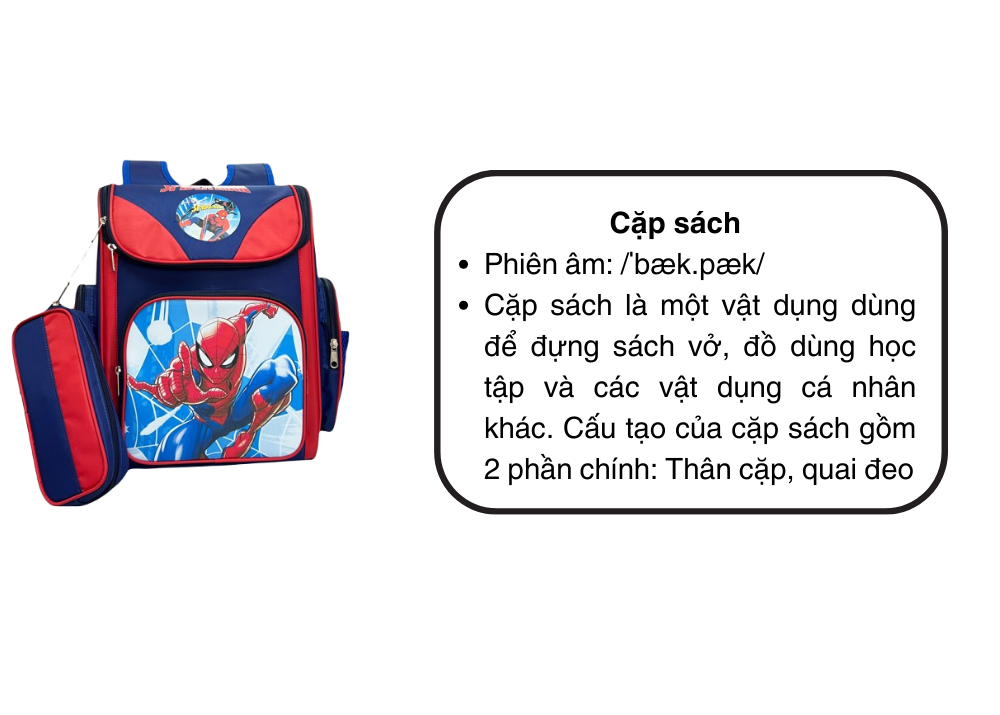 Cặp sách
Phiên âm: /ˈbæk.pæk/
Cặp sách là một vật dụng dùng
để đựng sách vở, đồ dùng học
tập và các vật dụng cá nhân
khác. Cấu tạo của cặp sách gồm
2 phần chính: Thân cặp, quai đeo